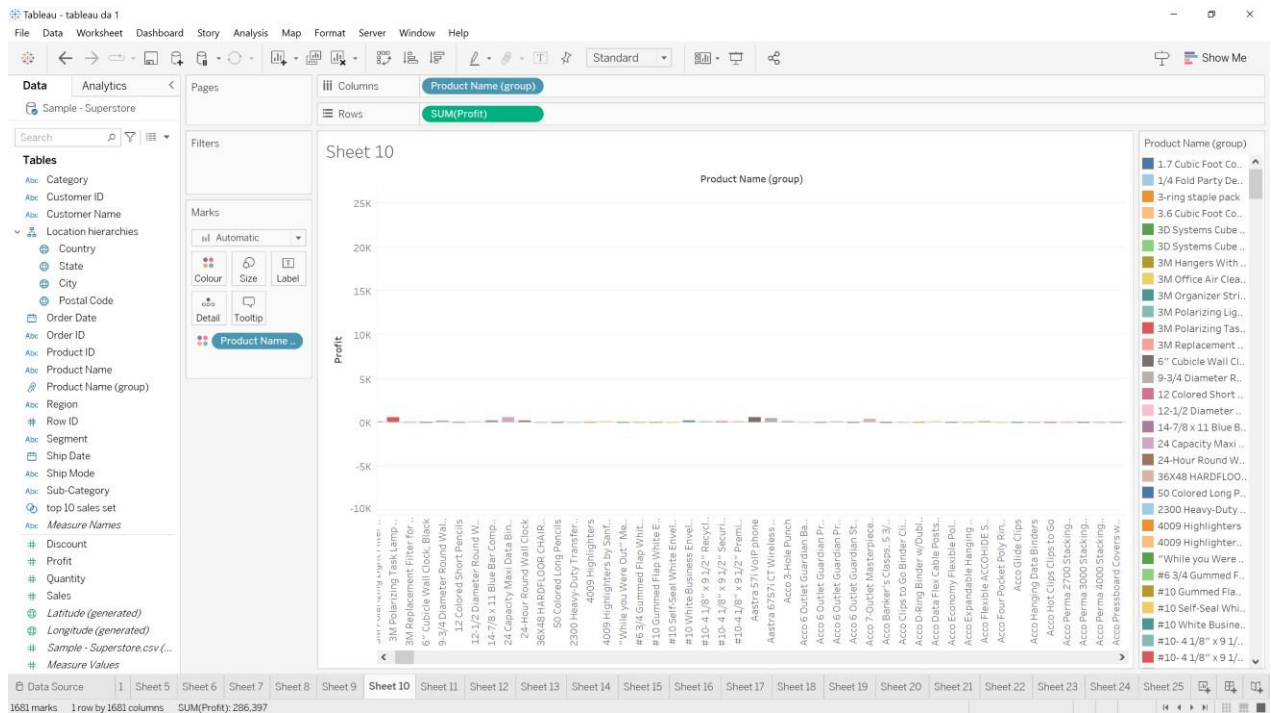 Tableau - tableau da 1
File Data Worksheet Dashboard Story Analysis Map Format Server Window Help
Standard
Show Me
Data Analytics
Sample - Superstore
Search
Tables
Abc Category
Abc Customer ID
Abc Customer Name
Location hierarchies
Country
State
City
Postal Code
Order Date
Abc Order ID
Abc Product ID
Abc Product Name
Product Name (group)
Abc Region
# Row ID
Abc Segment
Ship Date
Abc Ship Mode
Abc Sub-Category
top 10 sales set
Abc Measure Names
# Discount
# Profit
# Quantity
# Sales
Latitude (generated)
Longitude (generated)
# Sample - Superstore.csv (...
# Measure Values
Pages
Filters
Marks
Automatic
Colour Size Label
Detail Tooltip
Product Name ..
Columns Product Name (group)
Rows SUM(Profit)
Sheet 10
Product Name (group)
Profit
25K
20K
15K
10K
5K
0K
-5K
-10K
3M Polarizing Task Lamp ..
3M Replacement Filter for ..
6" Cubicle Wall Clock, Black
9-3/4 Diameter Round Wal..
12 Colored Short Pencils
12-1/2 Diameter Round W..
14-7/8 x 11 Blue Bar Comp..
24 Capacity Maxi Data Bin..
24-Hour Round Wall Clock
36X48 HARDFLOOR CHAIR..
50 Colored Long Pencils
2300 Heavy-Duty Transfer..
4009 Highlighters
4009 Highlighters by Sanf..
"While you Were Out" Me..
#6 3/4 Gummed Flap Whit..
#10 Gummed Flap White E..
#10 Self-Seal White Envel..
#10 White Business Envel..
#10- 4 1/8" x 9 1/2" Recycl..
#10- 4 1/8" x 9 1/2" Securi..
#10-4 1/8" x 9 1/2" Premi..
Aastra 57i VoIP phone
Aastra 6757i CT Wireless ..
Acco 3-Hole Punch
Acco 6 Outlet Guardian Ba..
Acco 6 Outlet Guardian Pr..
Acco 6 Outlet Guardian Pr..
Acco 6 Outlet Guardian St..
Acco 7-Outlet Masterpiece..
Acco Banker's Clasps, 5 3/..
Acco Clips to Go Binder Cli..
Acco D-Ring Binder w/Dubl..
Acco Data Flex Cable Posts..
Acco Economy Flexible Pol..
Acco Expandable Hanging ..
Acco Flexible ACCOHIDE S..
Acco Four Pocket Poly Rin..
Acco Glide Clips
Acco Hanging Data Binders
Acco Hot Clips Clips to Go
Acco Perma 2700 Stacking..
Acco Perma 3000 Stacking..
Acco Perma 4000 Stacking..
Acco Pressboard Covers w..
Product Name (group)
1.7 Cubic Foot Co..
1/4 Fold Party De..
3-ring staple pack
3.6 Cubic Foot Co..
3D Systems Cube ..
3D Systems Cube ..
3M Hangers With ..
3M Office Air Clea..
3M Organizer Stri..
3M Polarizing Lig..
3M Polarizing Tas..
3M Replacement ..
6" Cubicle Wall Cl..
9-3/4 Diameter R..
12 Colored Short ..
12-1/2 Diameter ..
14-7/8 x 11 Blue B..
24 Capacity Maxi ..
24-Hour Round W..
36X48 HARDFLOO..
50 Colored Long P..
2300 Heavy-Duty ..
4009 Highlighters
4009 Highlighter..
"While you Were ..
#6 3/4 Gummed F..
#10 Gummed Fla..
#10 Self-Seal Whi..
#10 White Busine..
#10- 4 1/8" x 9 1/..
#10- 4 1/8" x 9 1/..
Data Source 1 Sheet 5 Sheet 6 Sheet 7 Sheet 8 Sheet 9 Sheet 10 Sheet 11 Sheet 12 Sheet 13 Sheet 14 Sheet 15 Sheet 16 Sheet 17 Sheet 18 Sheet 19 Sheet 20 Sheet 21 Sheet 22 Sheet 23 Sheet 24 Sheet 25
1681 marks 1 row by 1681 columns SUM(Profit): 286,397